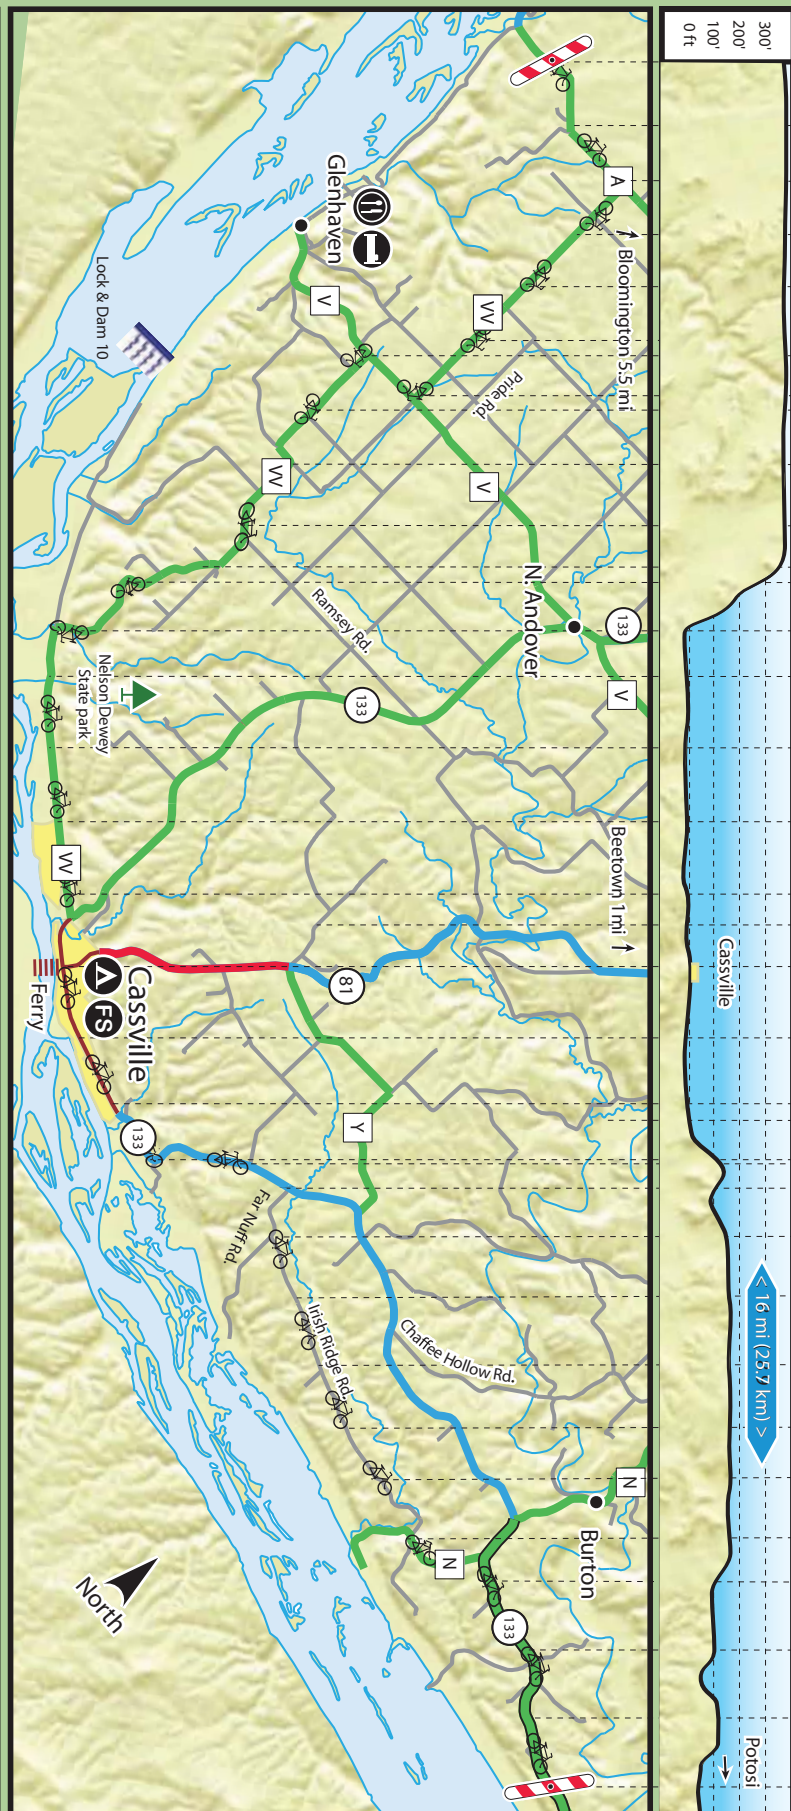 300'
200'
100'
0 ft
Cassville
< 16 mi (25.7 km) >
Potosi
A
Bloomington 5.5 mi
VV
Pride Rd.
Glenhaven
V
Lock & Dam 10
VV
V
N. Andover
133
V
Ramsey Rd.
133
Nelson Dewey
State park
VV
Beetown 1mi
81
Cassville
FS
Ferry
133
Y
Far Nuff Rd.
Irish Ridge Rd.
Chaffee Hollow Rd.
N
Burton
N
133
North